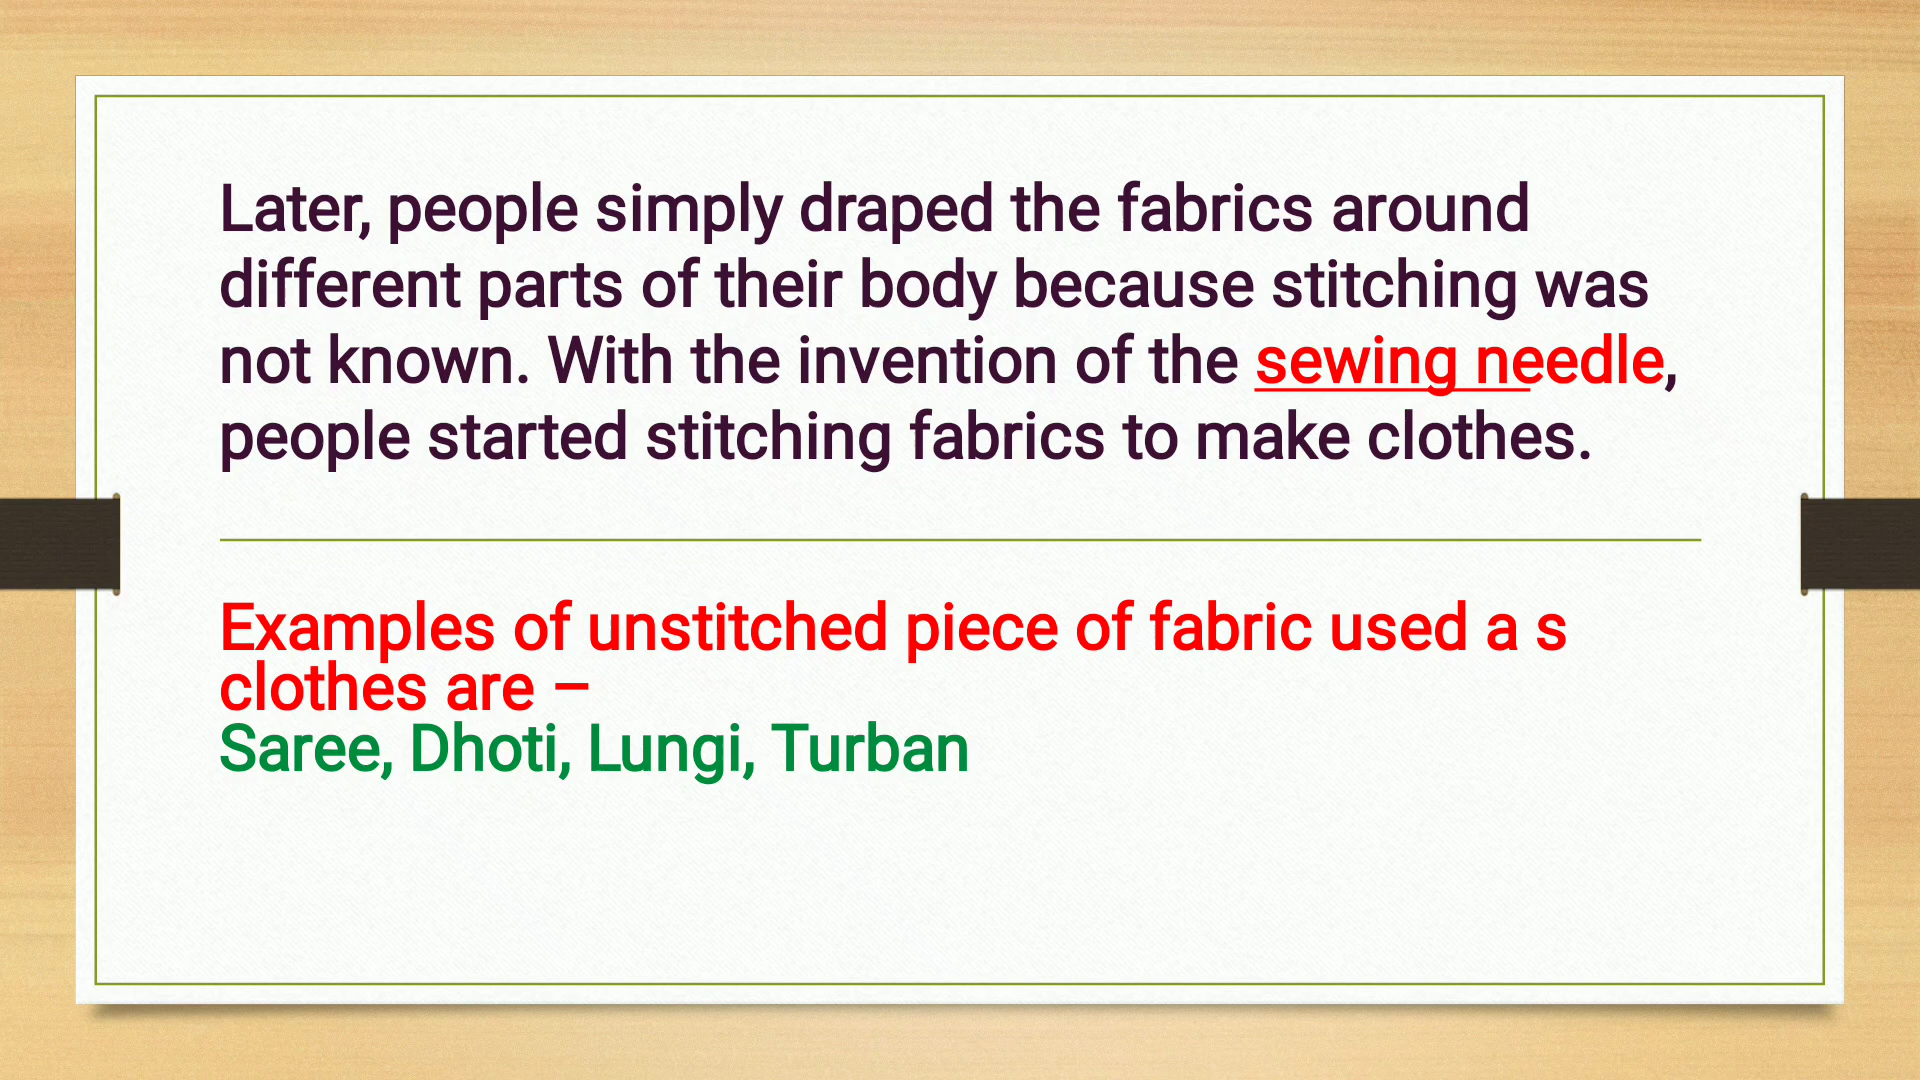 Later, people simply draped the fabrics around
different parts of their body because stitching was
not known. With the invention of the sewing needle,
people started stitching fabrics to make clothes.
Examples of unstitched piece of fabric used a s
clothes are –
Saree, Dhoti, Lungi, Turban